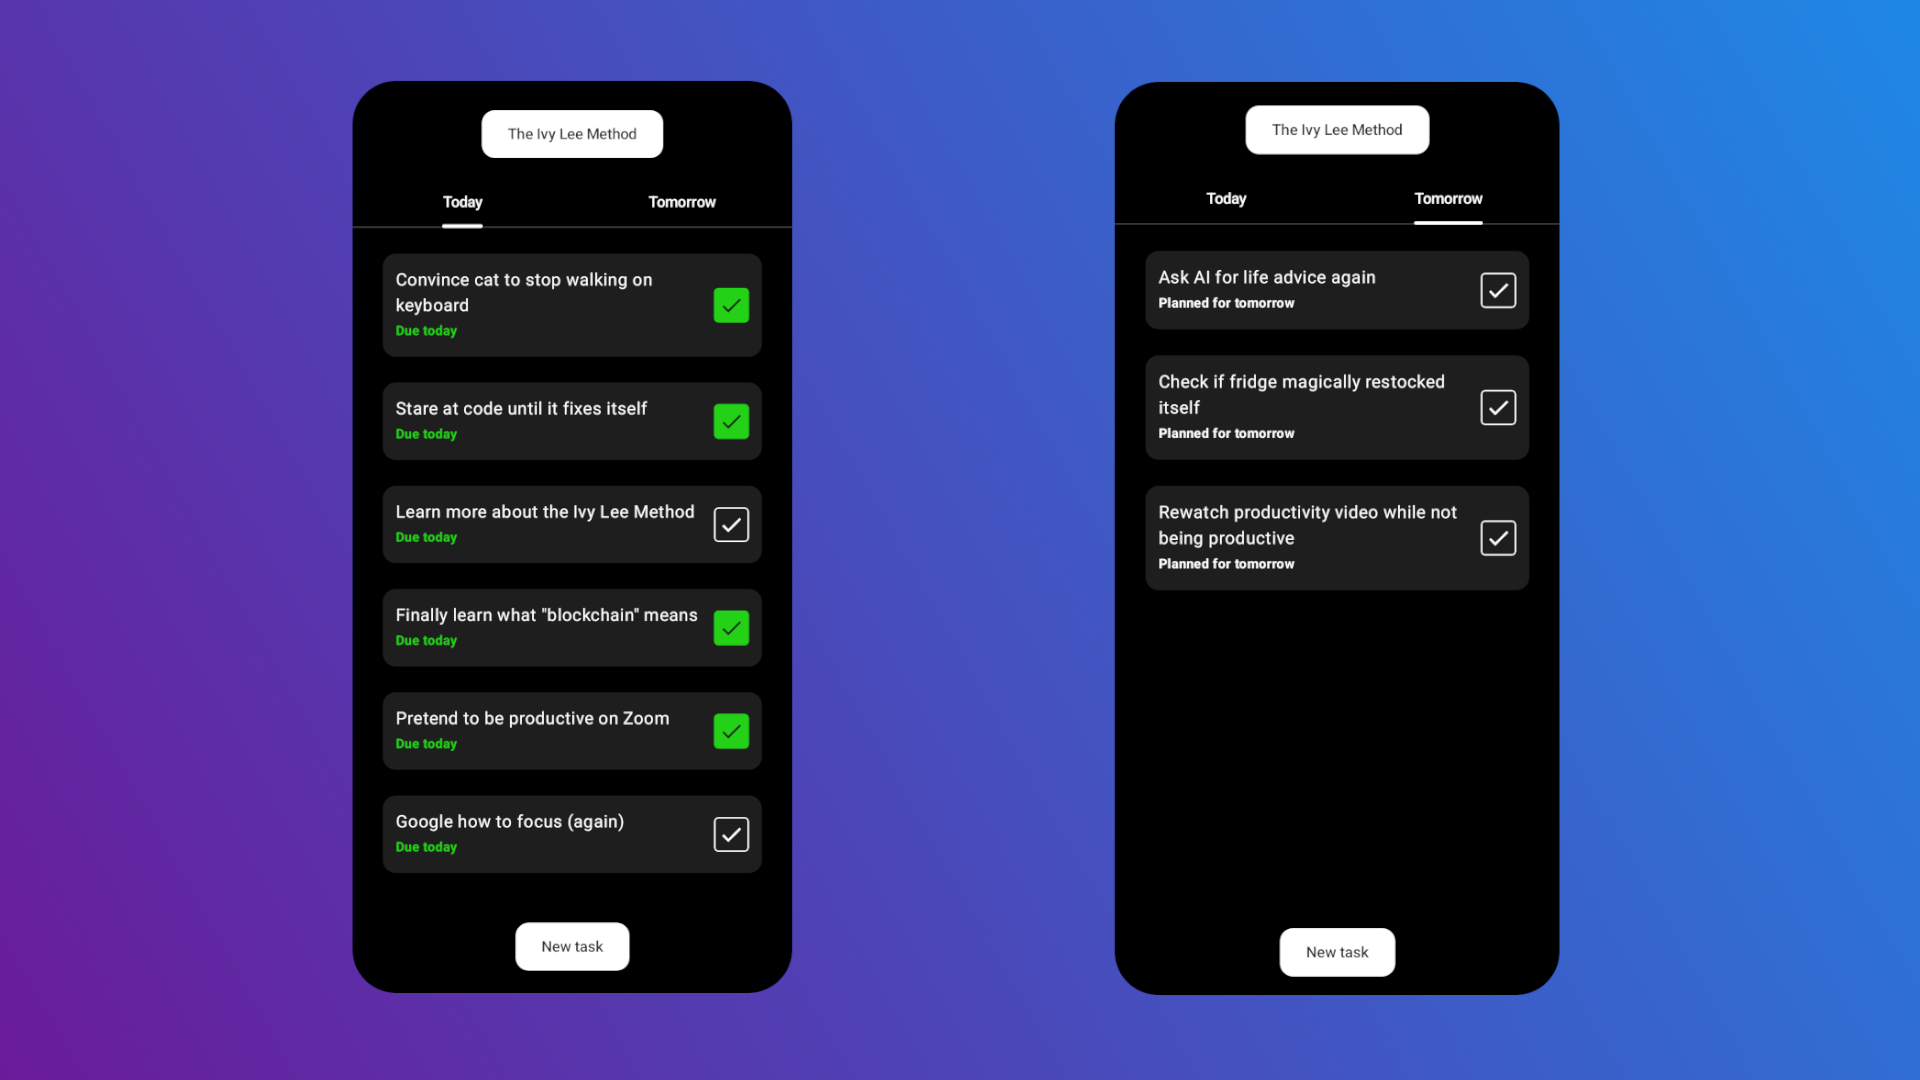 The Ivy Lee Method
Today
Tomorrow
Convince cat to stop walking on
keyboard
Due today
Stare at code until it fixes itself
Due today
Learn more about the Ivy Lee Method
Due today
Finally learn what "blockchain" means
Due today
Pretend to be productive on Zoom
Due today
Google how to focus (again)
Due today
New task
The Ivy Lee Method
Today
Tomorrow
Ask AI for life advice again
Planned for tomorrow
Check if fridge magically restocked
itself
Planned for tomorrow
Rewatch productivity video while not
being productive
Planned for tomorrow
New task